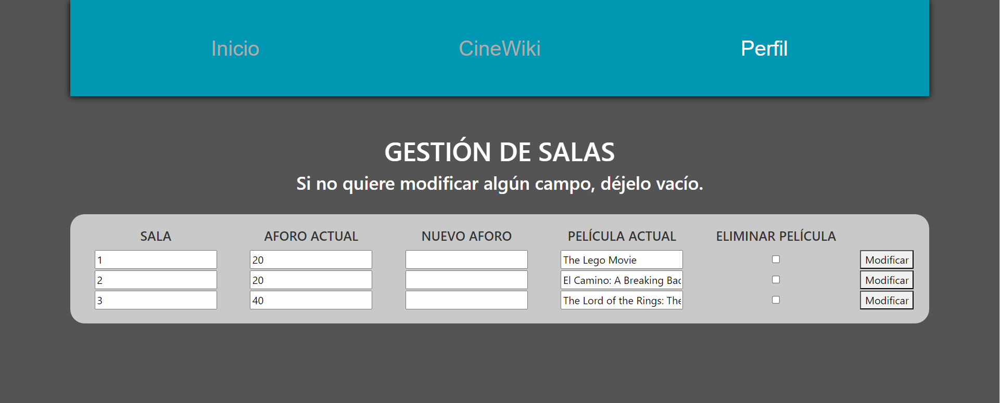 Inicio CineWiki Perfil
GESTIÓN DE SALAS
Si no quiere modificar algún campo, déjelo vacío.
SALA AFORO ACTUAL NUEVO AFORO PELÍCULA ACTUAL ELIMINAR PELÍCULA
1 20 The Lego Movie Modificar
2 20 El Camino: A Breaking Bad Modificar
3 40 The Lord of the Rings: The Modificar